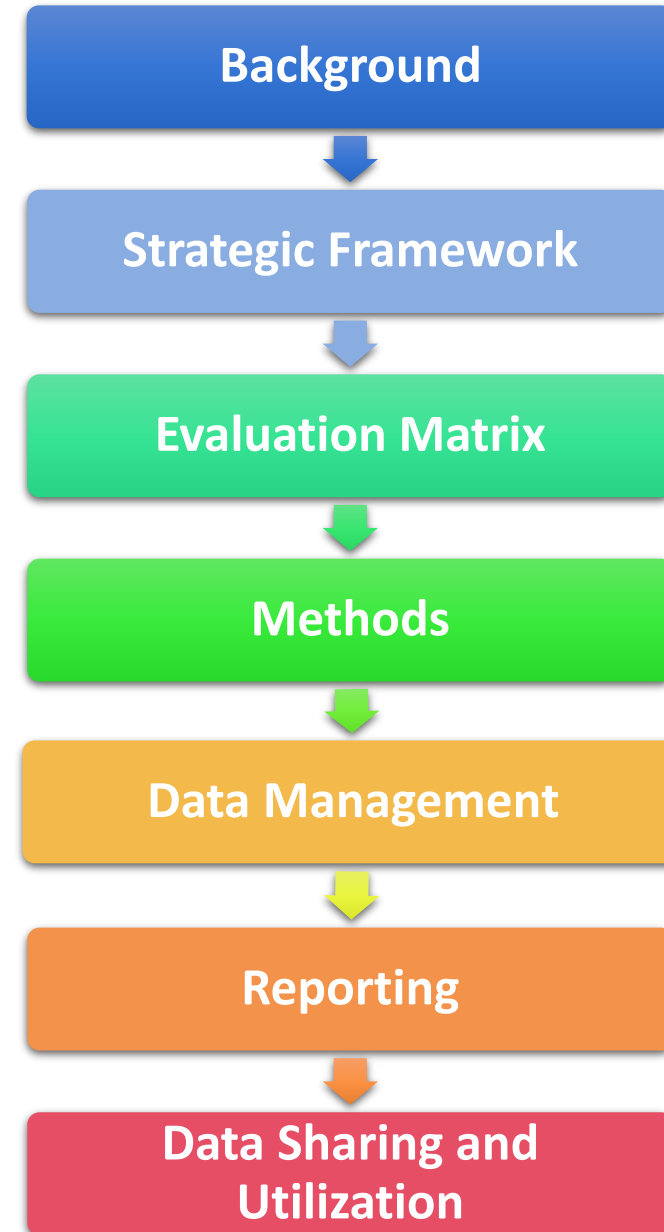 Background
Strategic Framework
Evaluation Matrix
Methods
Data Management
Reporting
Data Sharing and
Utilization